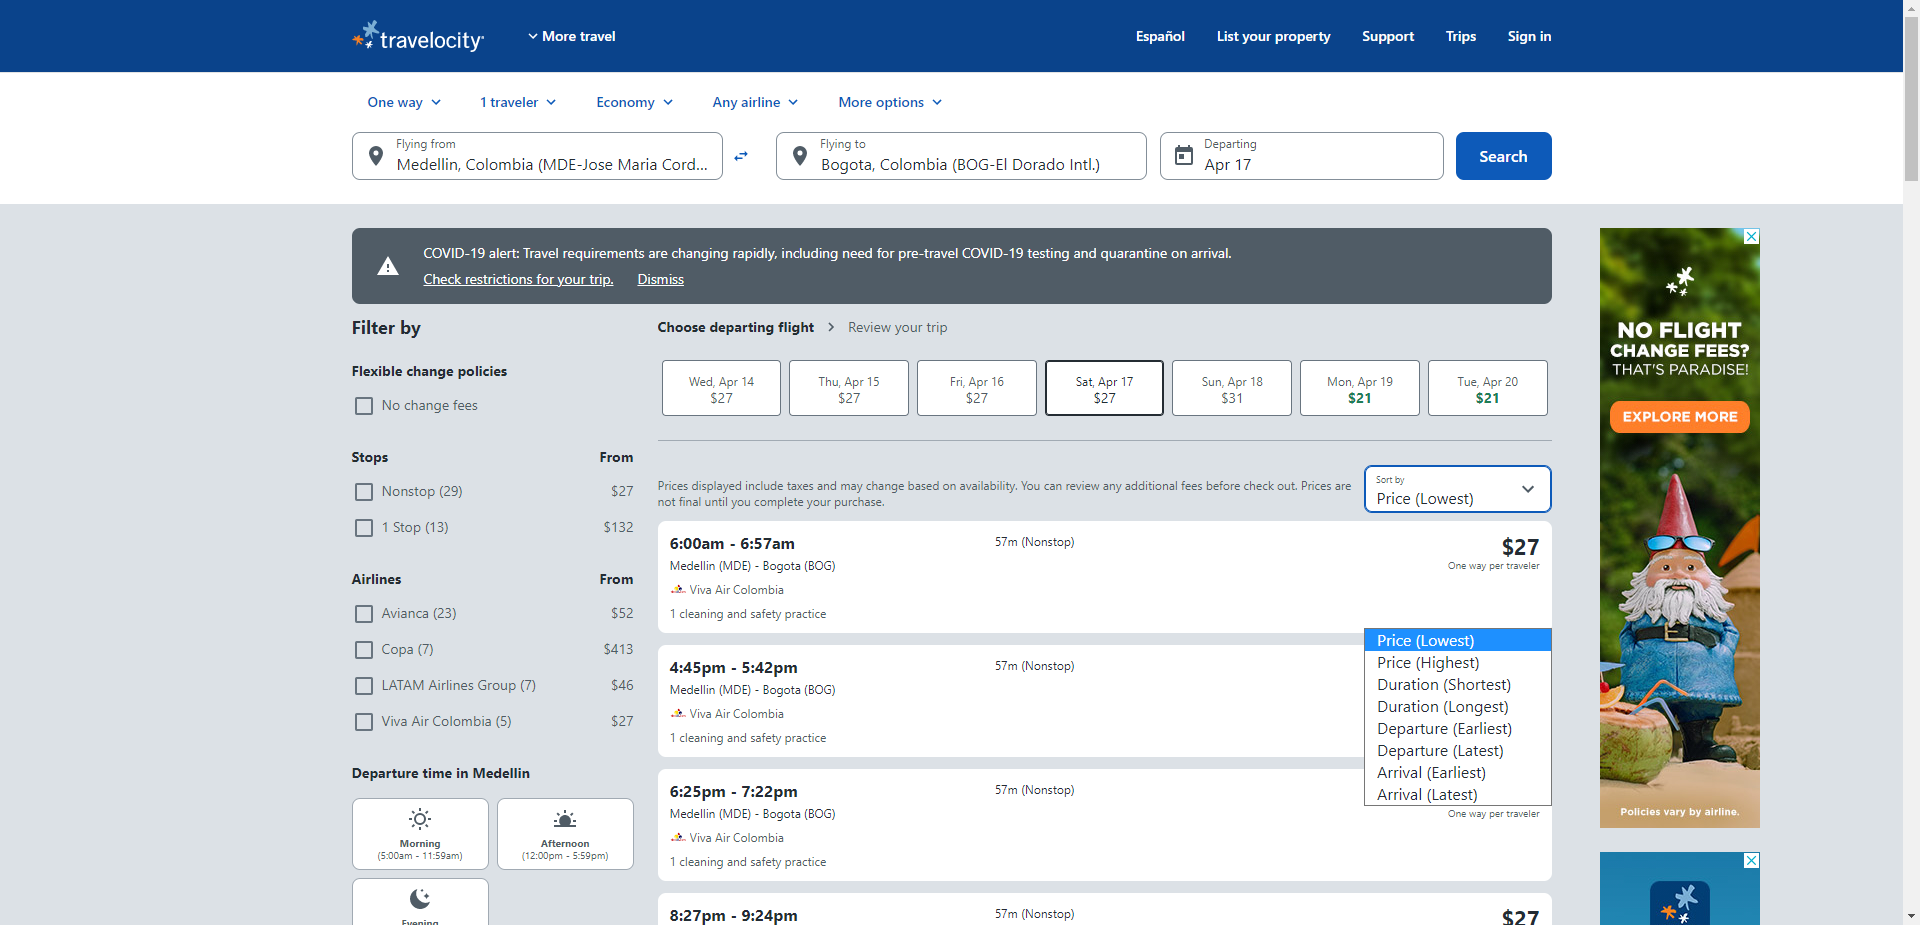 travelocity
More travel
Español
List your property
Support
Trips
Sign in
One way
1 traveler
Economy
Any airline
More options
Flying from
Medellin, Colombia (MDE-Jose Maria Cord...
Flying to
Bogota, Colombia (BOG-El Dorado Intl.)
Departing
Apr 17
Search
COVID-19 alert: Travel requirements are changing rapidly, including need for pre-travel COVID-19 testing and quarantine on arrival.
Check restrictions for your trip.
Dismiss
Filter by
Flexible change policies
No change fees
Stops From
Nonstop (29) $27
1 Stop (13) $132
Airlines From
Avianca (23) $52
Copa (7) $413
LATAM Airlines Group (7) $46
Viva Air Colombia (5) $27
Departure time in Medellin
Morning
(5:00am - 11:59am)
Afternoon
(12:00pm - 5:59pm)
Evening
Choose departing flight
Review your trip
Wed, Apr 14
$27
Thu, Apr 15
$27
Fri, Apr 16
$27
Sat, Apr 17
$27
Sun, Apr 18
$31
Mon, Apr 19
$21
Tue, Apr 20
$21
Prices displayed include taxes and may change based on availability. You can review any additional fees before check out. Prices are
not final until you complete your purchase.
Sort by
Price (Lowest)
6:00am - 6:57am
Medellin (MDE) - Bogota (BOG)
Viva Air Colombia
1 cleaning and safety practice
57m (Nonstop)
$27
One way per traveler
4:45pm - 5:42pm
Medellin (MDE) - Bogota (BOG)
Viva Air Colombia
1 cleaning and safety practice
57m (Nonstop)
Price (Lowest)
Price (Highest)
Duration (Shortest)
Duration (Longest)
Departure (Earliest)
Departure (Latest)
Arrival (Earliest)
Arrival (Latest)
6:25pm - 7:22pm
Medellin (MDE) - Bogota (BOG)
Viva Air Colombia
1 cleaning and safety practice
57m (Nonstop)
One way per traveler
8:27pm - 9:24pm
57m (Nonstop)
$27
NO FLIGHT
CHANGE FEES?
THAT'S PARADISE!
EXPLORE MORE
Policies vary by airline.